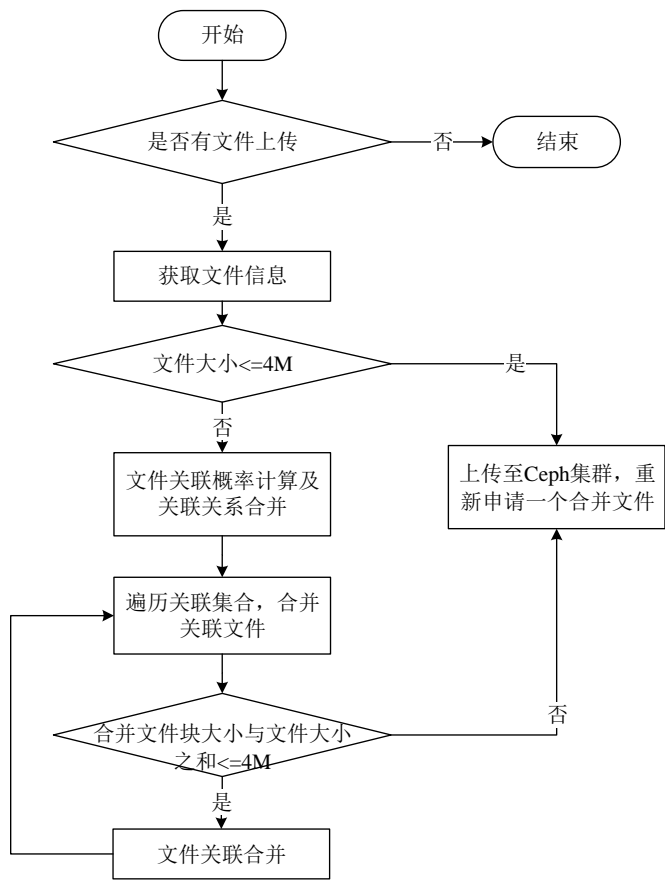 开始
是否有文件上传
否
结束
是
获取文件信息
文件大小<=4M
是
否
文件关联概率计算及
关联关系合并
上传至Ceph集群，重
新申请一个合并文件
遍历关联集合，合并
关联文件
合并文件块大小与文件大小
之和<=4M
否
是
文件关联合并